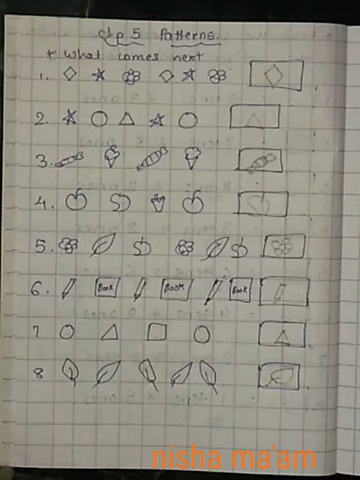 Chp 5 Patterns.
* What comes next
1.
2.
3.
4.
5.
6. Book Book Book
7
8
nisha ma'am